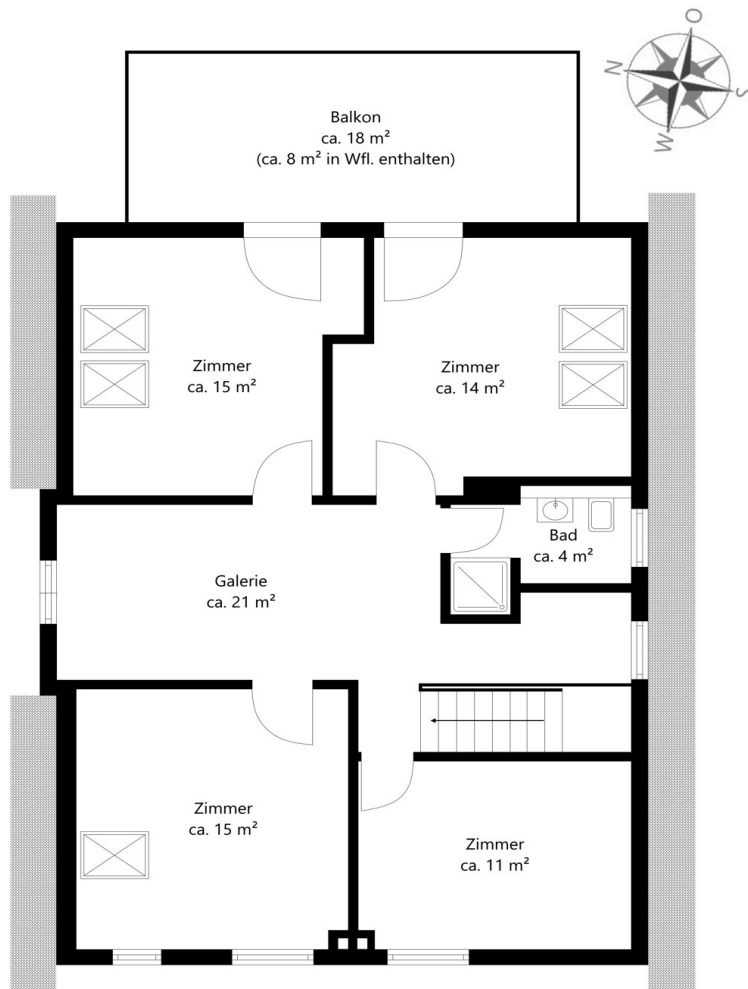 O
N
S
W
Balkon
ca. 18 m²
(ca. 8 m² in Wfl. enthalten)
Zimmer
ca. 15 m²
Zimmer
ca. 14 m²
Bad
ca. 4 m²
Galerie
ca. 21 m²
Zimmer
ca. 15 m²
Zimmer
ca. 11 m²